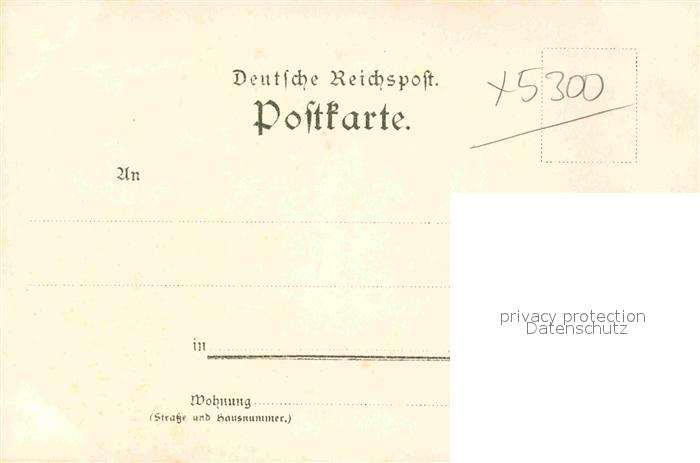 Deutſche Reichspoſt.
Poſtkarte.
x5300
An
privacy protection
Datenschutz
in
Wohnung
(Straße und Hausnummer.)